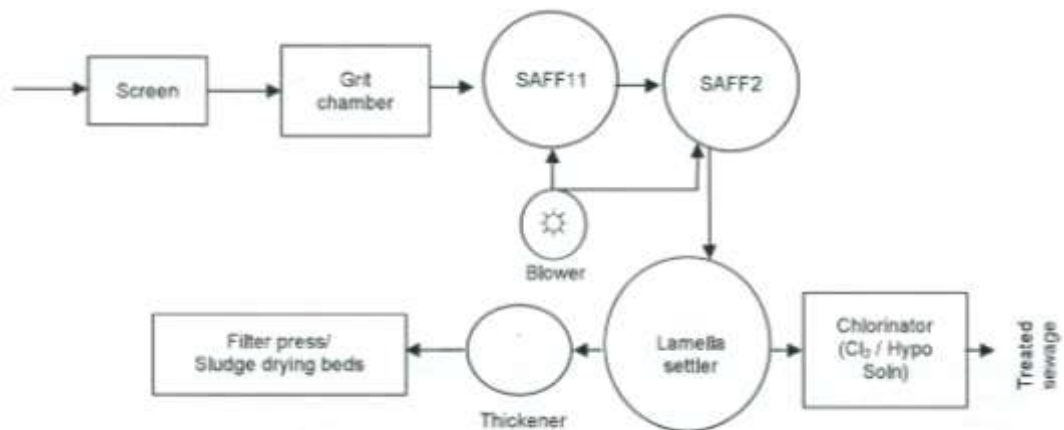 Screen
Grit
chamber
SAFF11
SAFF2
Blower
Filter press/
Sludge drying beds
Thickener
Lamella
settler
Chlorinator
(Cl₂ / Hypo
Soln)
Treated
sewage